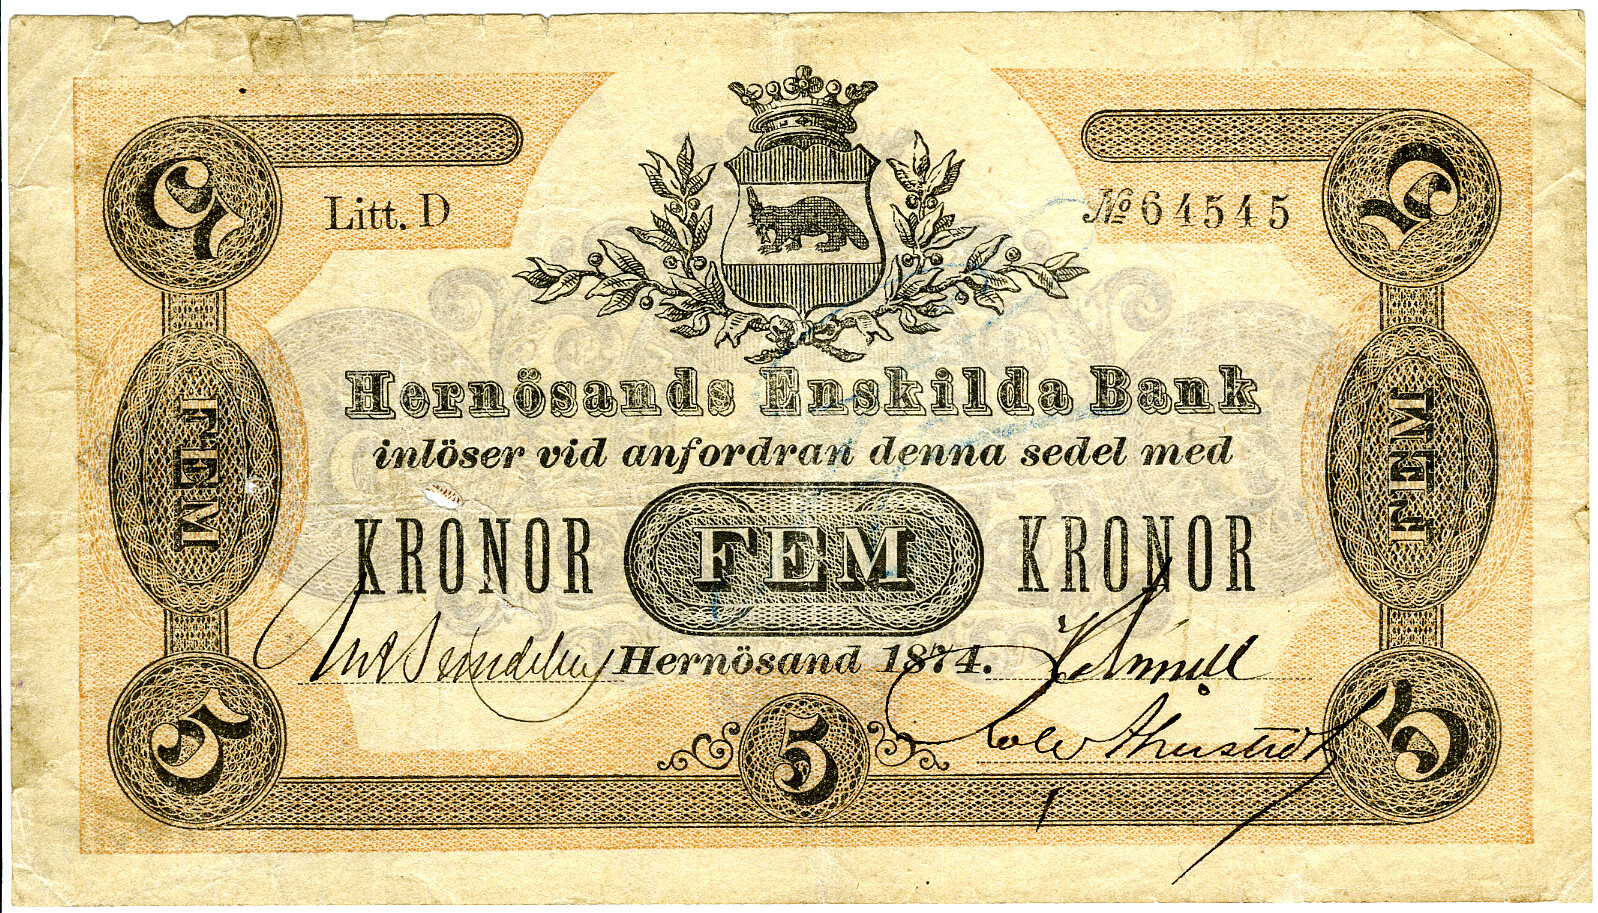 5 5
Litt. D № 64545
Hernösands Enskilda Bank
inlöser vid anfordran denna sedel med
FEM FEM
KRONOR FEM KRONOR
Hernösand 1874.
5 5 5